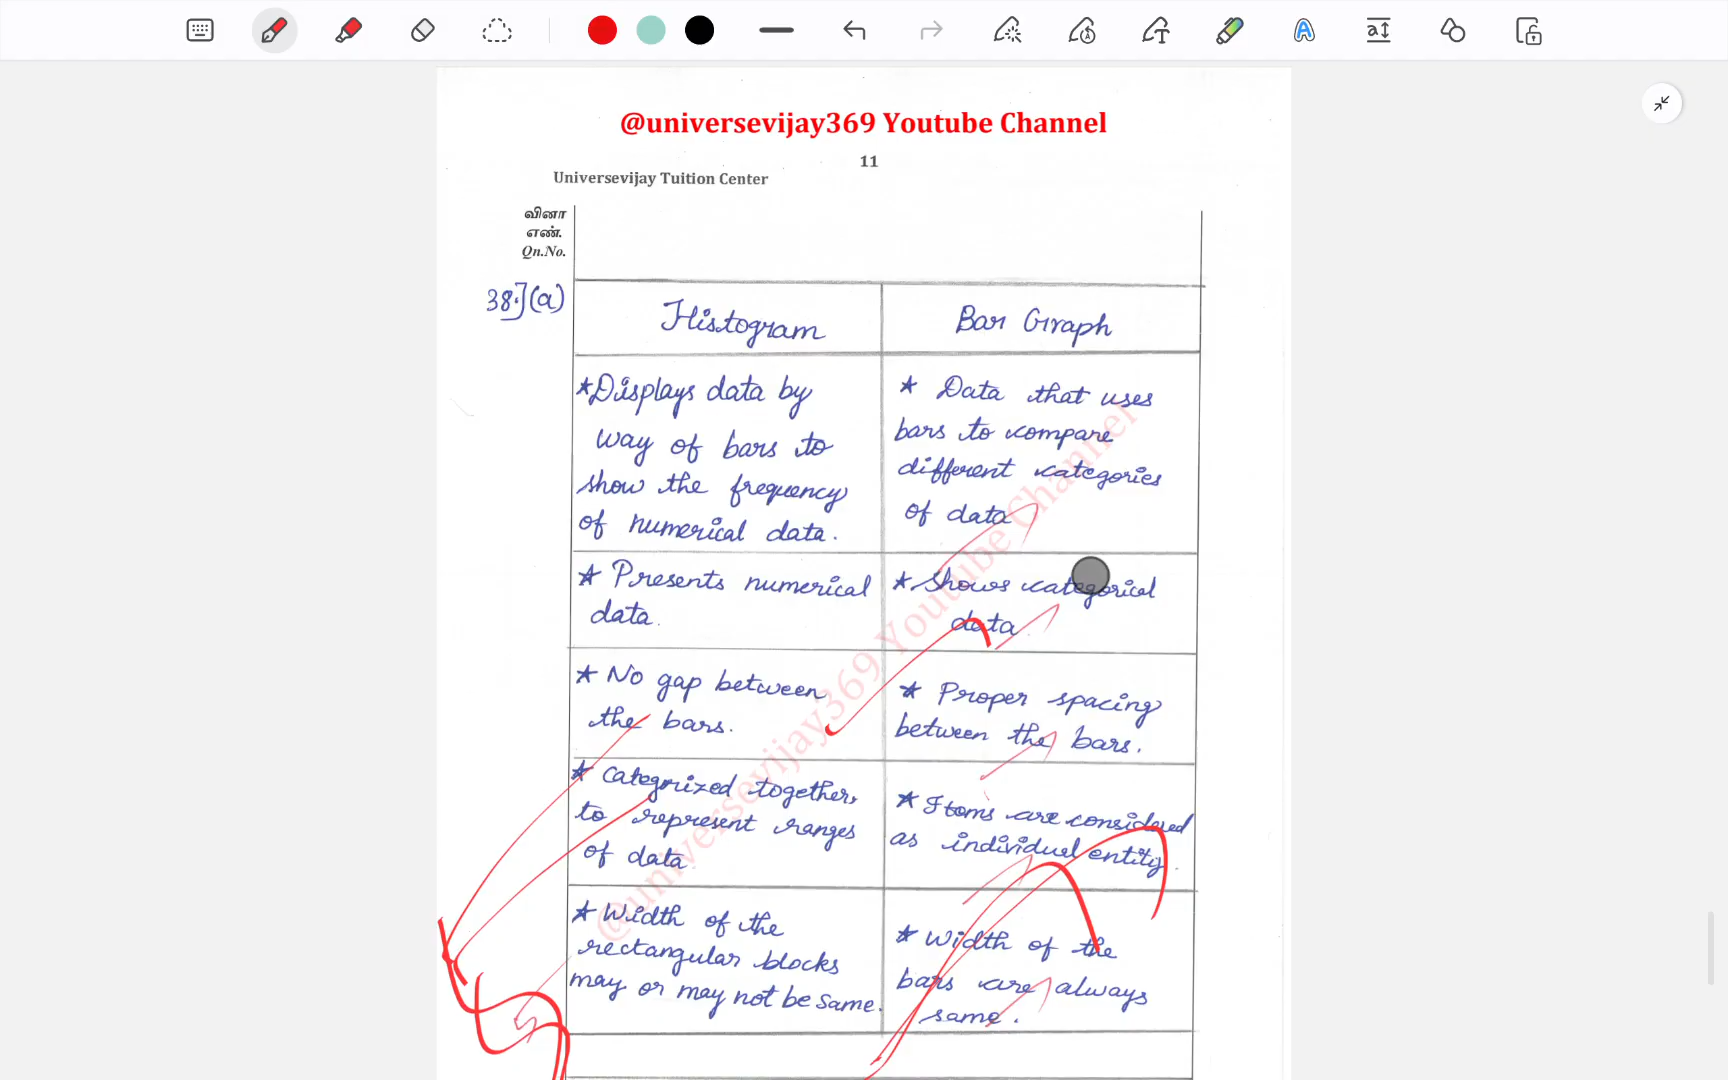 @universevijay369 Youtube Channel
11
Universevijay Tuition Center
வினா
எண்.
Qn.No.
38.](a)
Histogram
Bar Graph
★Displays data by
way of bars to
show the frequency
of numerical data.
★ Data that uses
bars to compare
different categories
of data
★ Presents numerical
data.
★ Shows categorical
data.
★ No gap between
the bars.
★ Proper spacing
between the bars.
★ Categrized together,
to represent ranges
of data
★ Items are considered
as individual entity.
★ Width of the
rectangular blocks
may or may not be same.
★ Width of the
bars are always
same.
@universevijay369 Youtube Channel